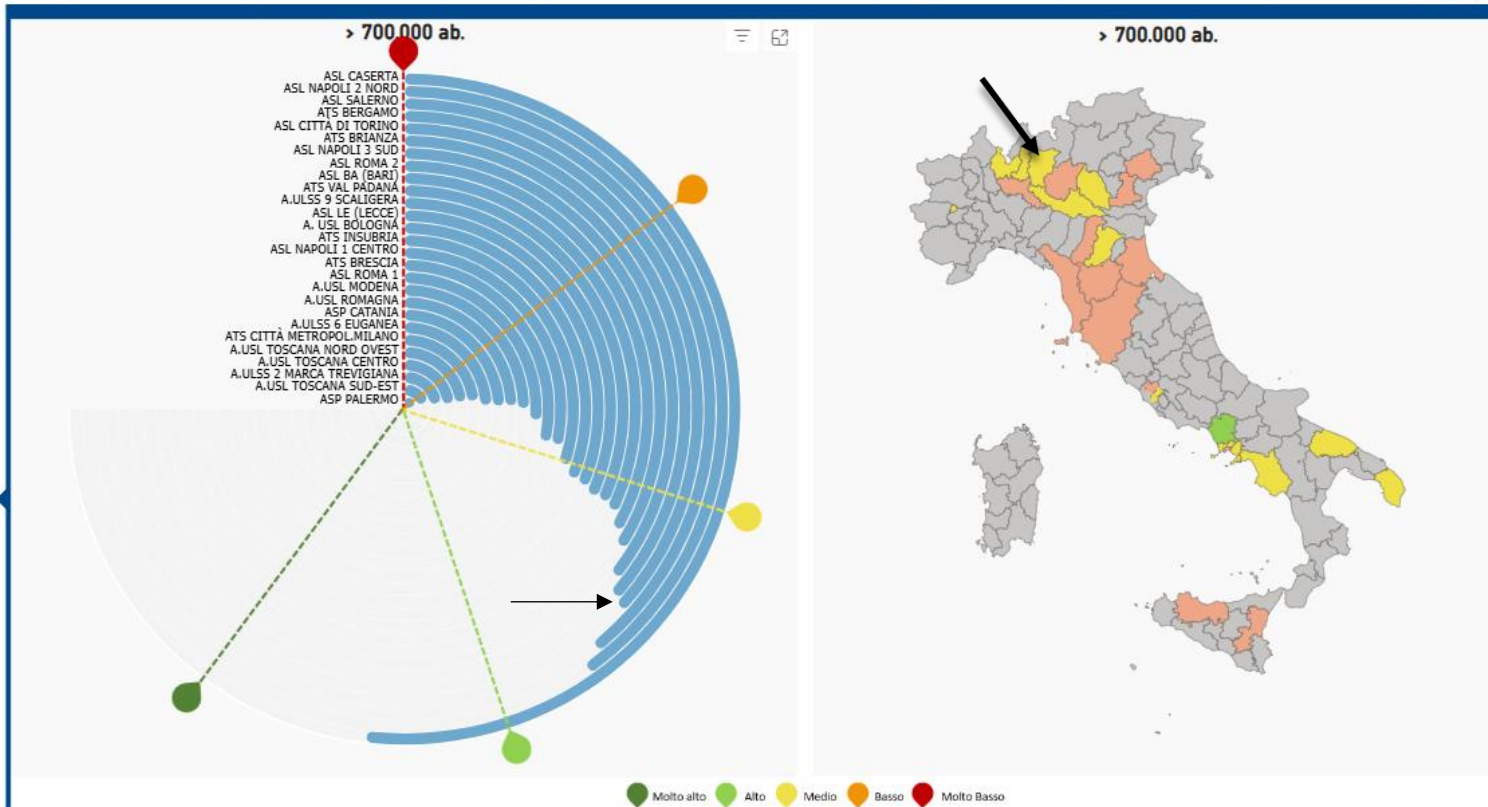 > 700.000 ab.
ASL CASERTA
ASL NAPOLI 2 NORD
ASL SALERNO
ATS BERGAMO
ASL CITTÀ DI TORINO
ATS BRIANZA
ASL NAPOLI 3 SUD
ASL ROMA 2
ASL BA (BARI)
ATS VAL PADANA
A.ULSS 9 SCALIGERA
ASL LE (LECCE)
A. USL BOLOGNA
ATS INSUBRIA
ASL NAPOLI 1 CENTRO
ATS BRESCIA
ASL ROMA 1
A.USL MODENA
A.USL ROMAGNA
ASP CATANIA
A.ULSS 6 EUGANEA
ATS CITTÀ METROPOL.MILANO
A.USL TOSCANA NORD OVEST
A.USL TOSCANA CENTRO
A.ULSS 2 MARCA TREVIGIANA
A.USL TOSCANA SUD-EST
ASP PALERMO
> 700.000 ab.
Molto alto Alto Medio Basso Molto Basso